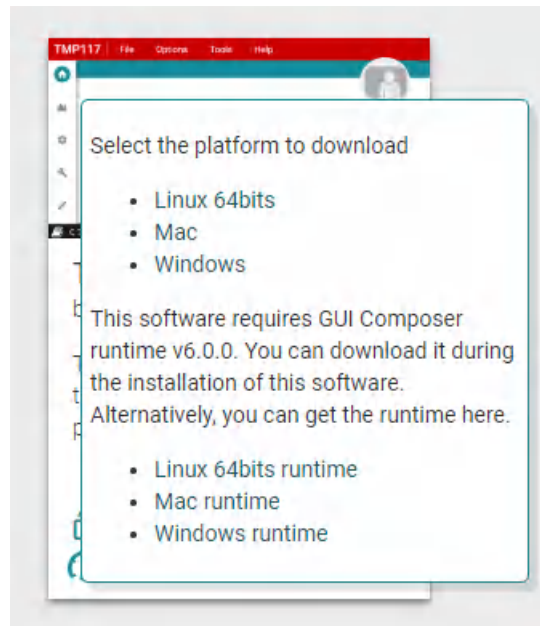 TMP117 File Options Tools Help
Select the platform to download
Linux 64bits
Mac
Windows
This software requires GUI Composer
runtime v6.0.0. You can download it during
the installation of this software.
Alternatively, you can get the runtime here.
Linux 64bits runtime
Mac runtime
Windows runtime